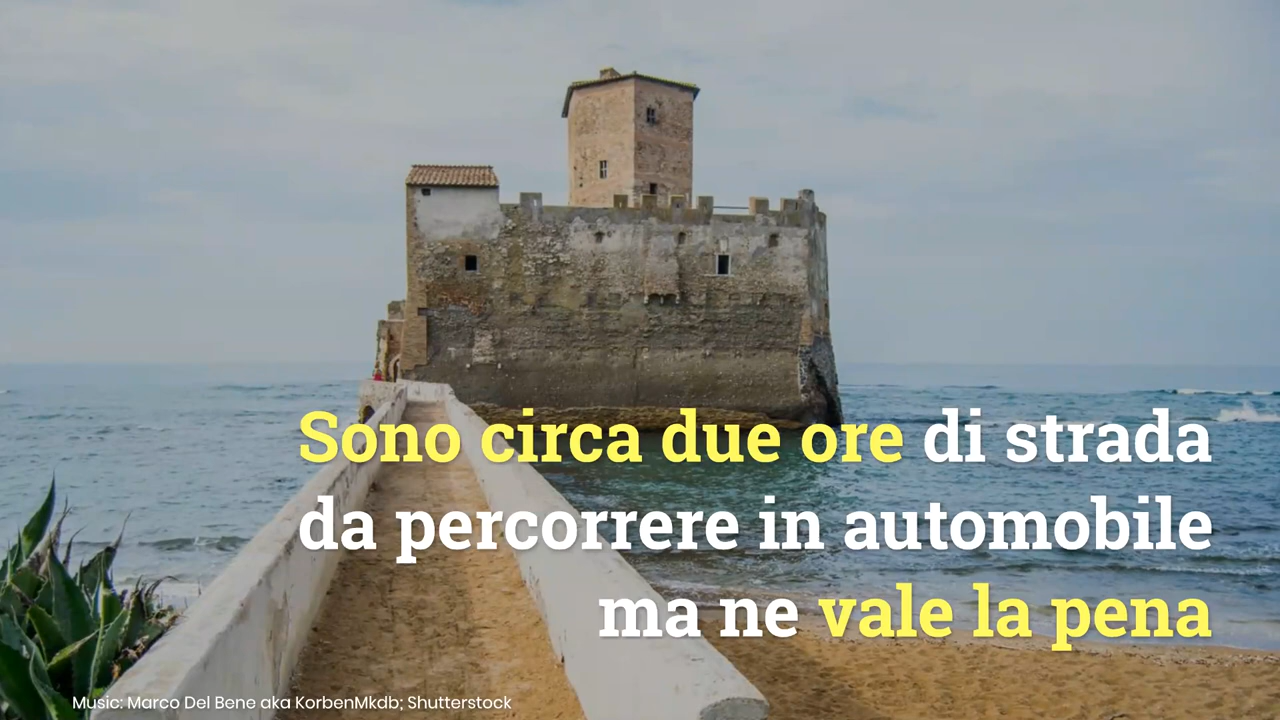 Sono circa due ore di strada
da percorrere in automobile
ma ne vale la pena
Music: Marco Del Bene aka KorbenMkdb; Shutterstock